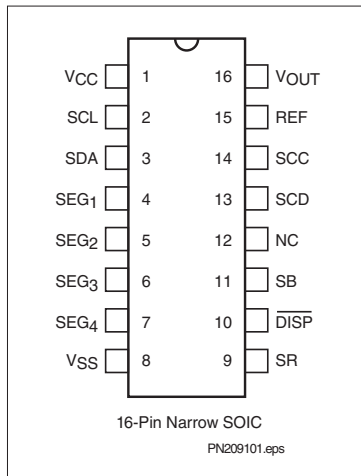 VCC 1 16 VOUT
SCL 2 15 REF
SDA 3 14 SCC
SEG1 4 13 SCD
SEG2 5 12 NC
SEG3 6 11 SB
SEG4 7 10 DISP
VSS 8 9 SR
16-Pin Narrow SOIC
PN209101.eps